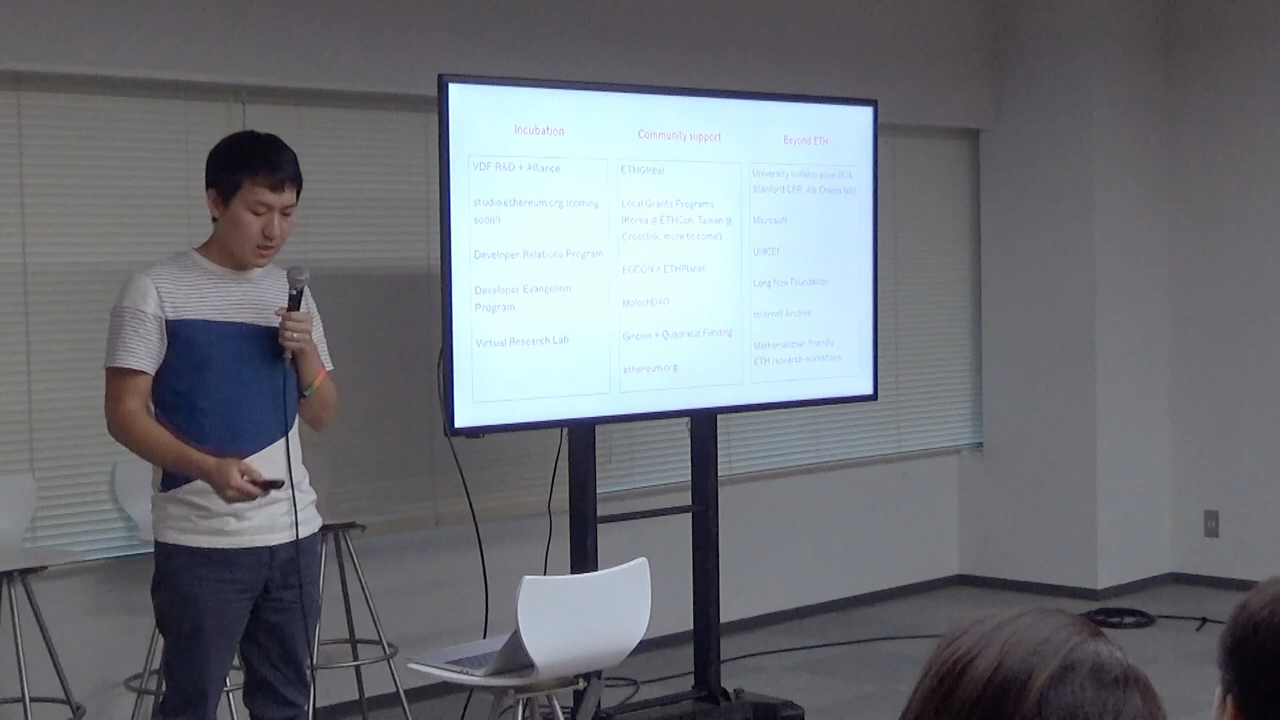 Incubation
VDF R&D + Alliance
studio.ethereum.org (coming
soon!)
Developer Relations Program
Developer Evangelism
Program
Virtual Research Lab
Community support
ETHGlobal
Local Grants Programs
(Korea @ ETHCon, Taiwan @
Crosslink, more to come!)
+ ETHPlanet
MolochDAO
Gitcoin + Quadratic Funding
ethereum.org
Beyond ETH
University collaboration (IC3,
Stanford CBR, Ale Chiesa lab)
Microsoft
UNICEF
Long Now Foundation
Internet Archive
Mathematician friendly
ETH research workshops